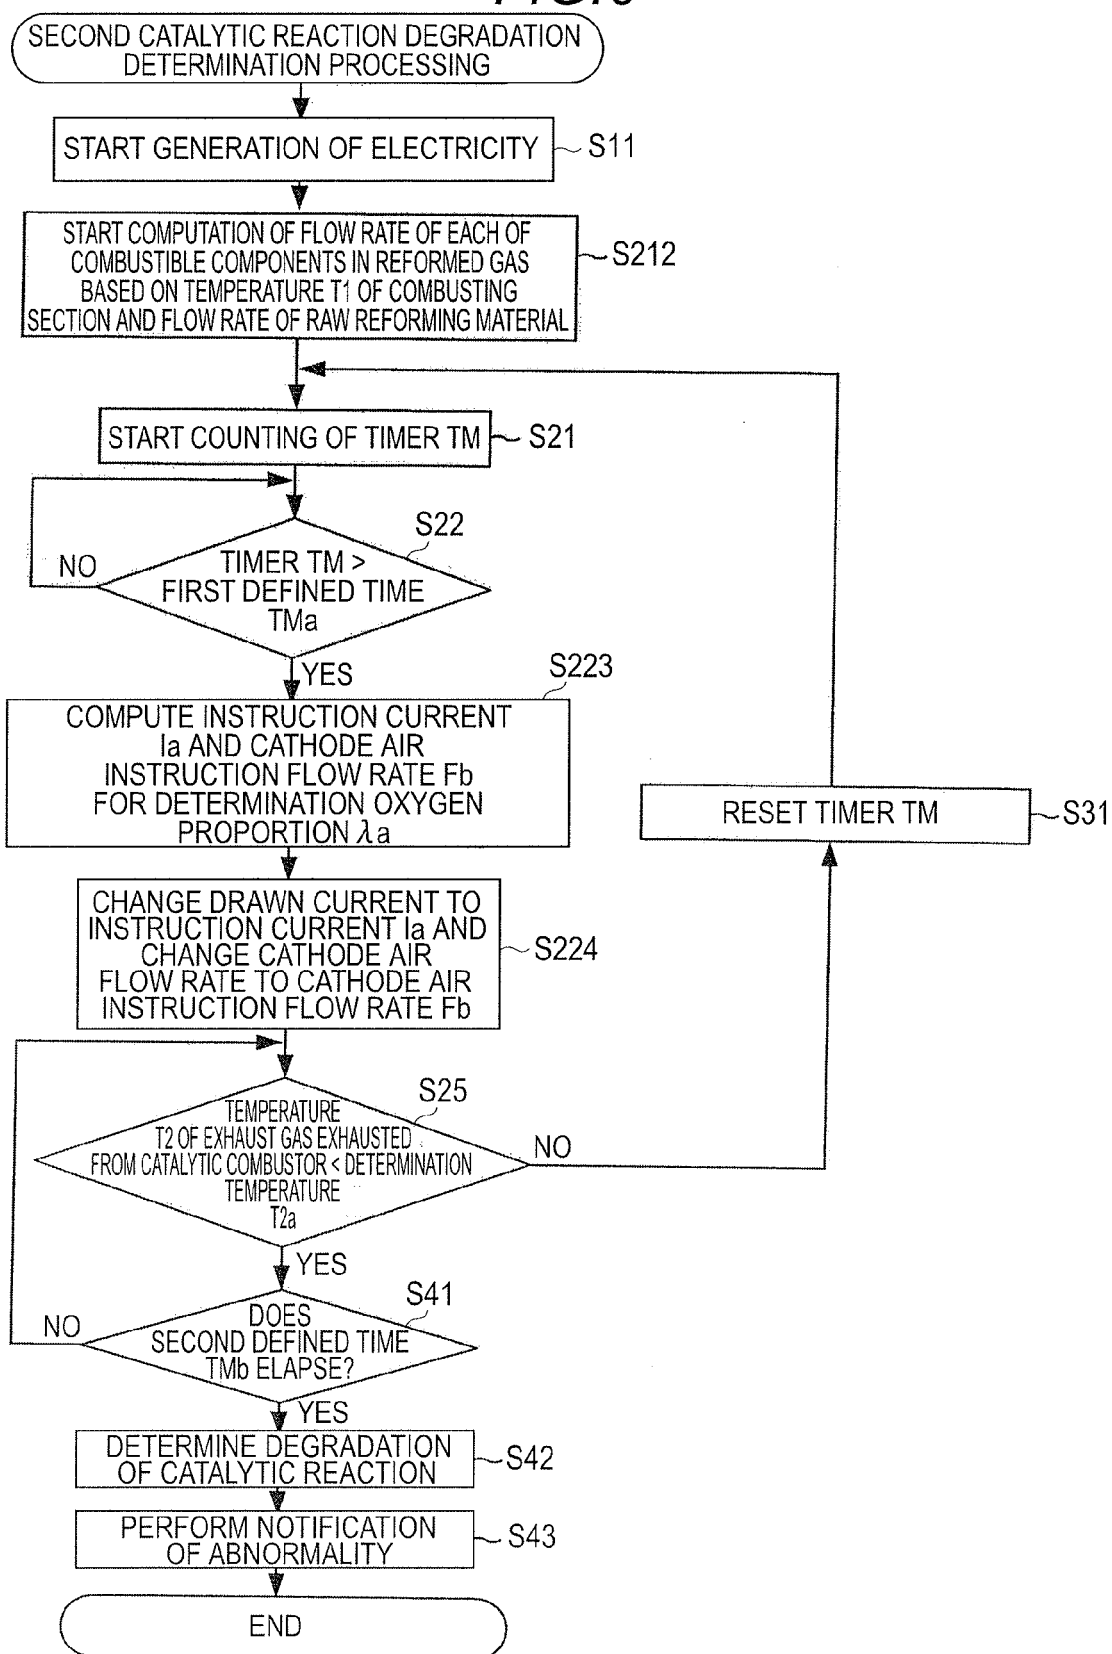 SECOND CATALYTIC REACTION DEGRADATION
DETERMINATION PROCESSING
START GENERATION OF ELECTRICITY
S11
START COMPUTATION OF FLOW RATE OF EACH OF
COMBUSTIBLE COMPONENTS IN REFORMED GAS
BASED ON TEMPERATURE T1 OF COMBUSTING
SECTION AND FLOW RATE OF RAW REFORMING MATERIAL
S212
START COUNTING OF TIMER TM
S21
S22
TIMER TM >
FIRST DEFINED TIME
TMa
NO
YES
S223
COMPUTE INSTRUCTION CURRENT
Ia AND CATHODE AIR
INSTRUCTION FLOW RATE Fb
FOR DETERMINATION OXYGEN
PROPORTION λa
RESET TIMER TM
S31
CHANGE DRAWN CURRENT TO
INSTRUCTION CURRENT Ia AND
CHANGE CATHODE AIR
FLOW RATE TO CATHODE AIR
INSTRUCTION FLOW RATE Fb
S224
S25
TEMPERATURE
T2 OF EXHAUST GAS EXHAUSTED
FROM CATALYTIC COMBUSTOR < DETERMINATION
TEMPERATURE
T2a
NO
YES
S41
DOES
SECOND DEFINED TIME
TMb ELAPSE?
NO
YES
DETERMINE DEGRADATION
OF CATALYTIC REACTION
S42
PERFORM NOTIFICATION
OF ABNORMALITY
S43
END